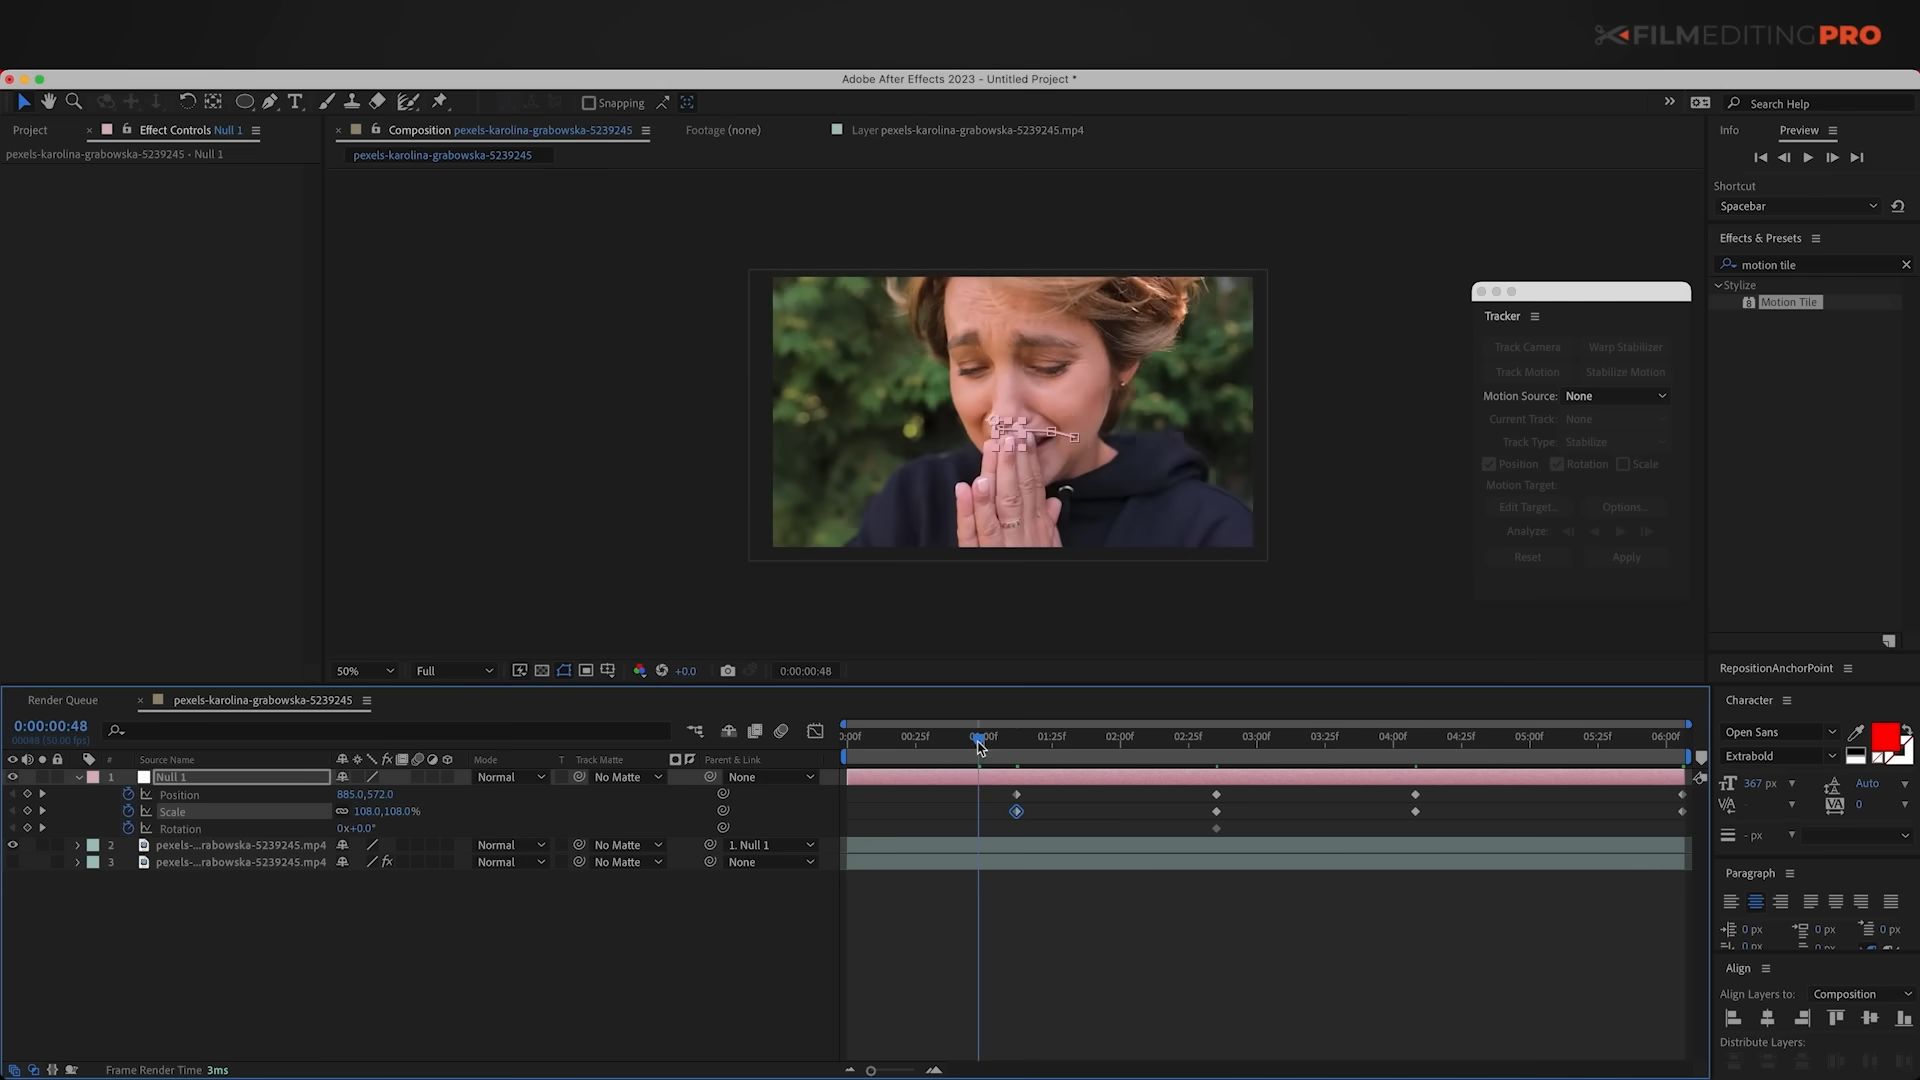 FILMEDITINGPRO
Adobe After Effects 2023 - Untitled Project *
Snapping
Search Help
Project
Effect Controls Null 1
Composition pexels-karolina-grabowska-5239245
Footage (none)
Layer pexels-karolina-grabowska-5239245.mp4
Info
Preview
pexels-karolina-grabowska-5239245 • Null 1
pexels-karolina-grabowska-5239245
Shortcut
Spacebar
Effects & Presets
motion tile
Stylize
Motion Tile
Tracker
Track Camera
Warp Stabilizer
Track Motion
Stabilize Motion
Motion Source: None
Current Track: None
Track Type: Stabilize
Position
Rotation
Scale
Motion Target:
Edit Target...
Options...
Analyze:
Reset
Apply
50%
Full
+0.0
0:00:00:48
RepositionAnchorPoint
Render Queue
pexels-karolina-grabowska-5239245
Character
0:00:00:48
00048 (50.00 fps)
0:00f 00:25f 01:25f 02:00f 02:25f 03:00f 03:25f 04:00f 04:25f 05:00f 05:25f 06:00f
Open Sans
Extrabold
# Source Name
fx
Mode
T Track Matte
Parent & Link
1 Null 1 Normal No Matte None
367 px
Auto
Position 885.0,572.0
Scale 108.0,108.0%
0
Rotation 0x+0.0°
- px
2 pexels-...rabowska-5239245.mp4 Normal No Matte 1. Null 1
3 pexels-...rabowska-5239245.mp4 fx Normal No Matte None
Paragraph
0 px 0 px 0 px
0 px 0 px
Align
Align Layers to: Composition
Distribute Layers:
Frame Render Time 3ms